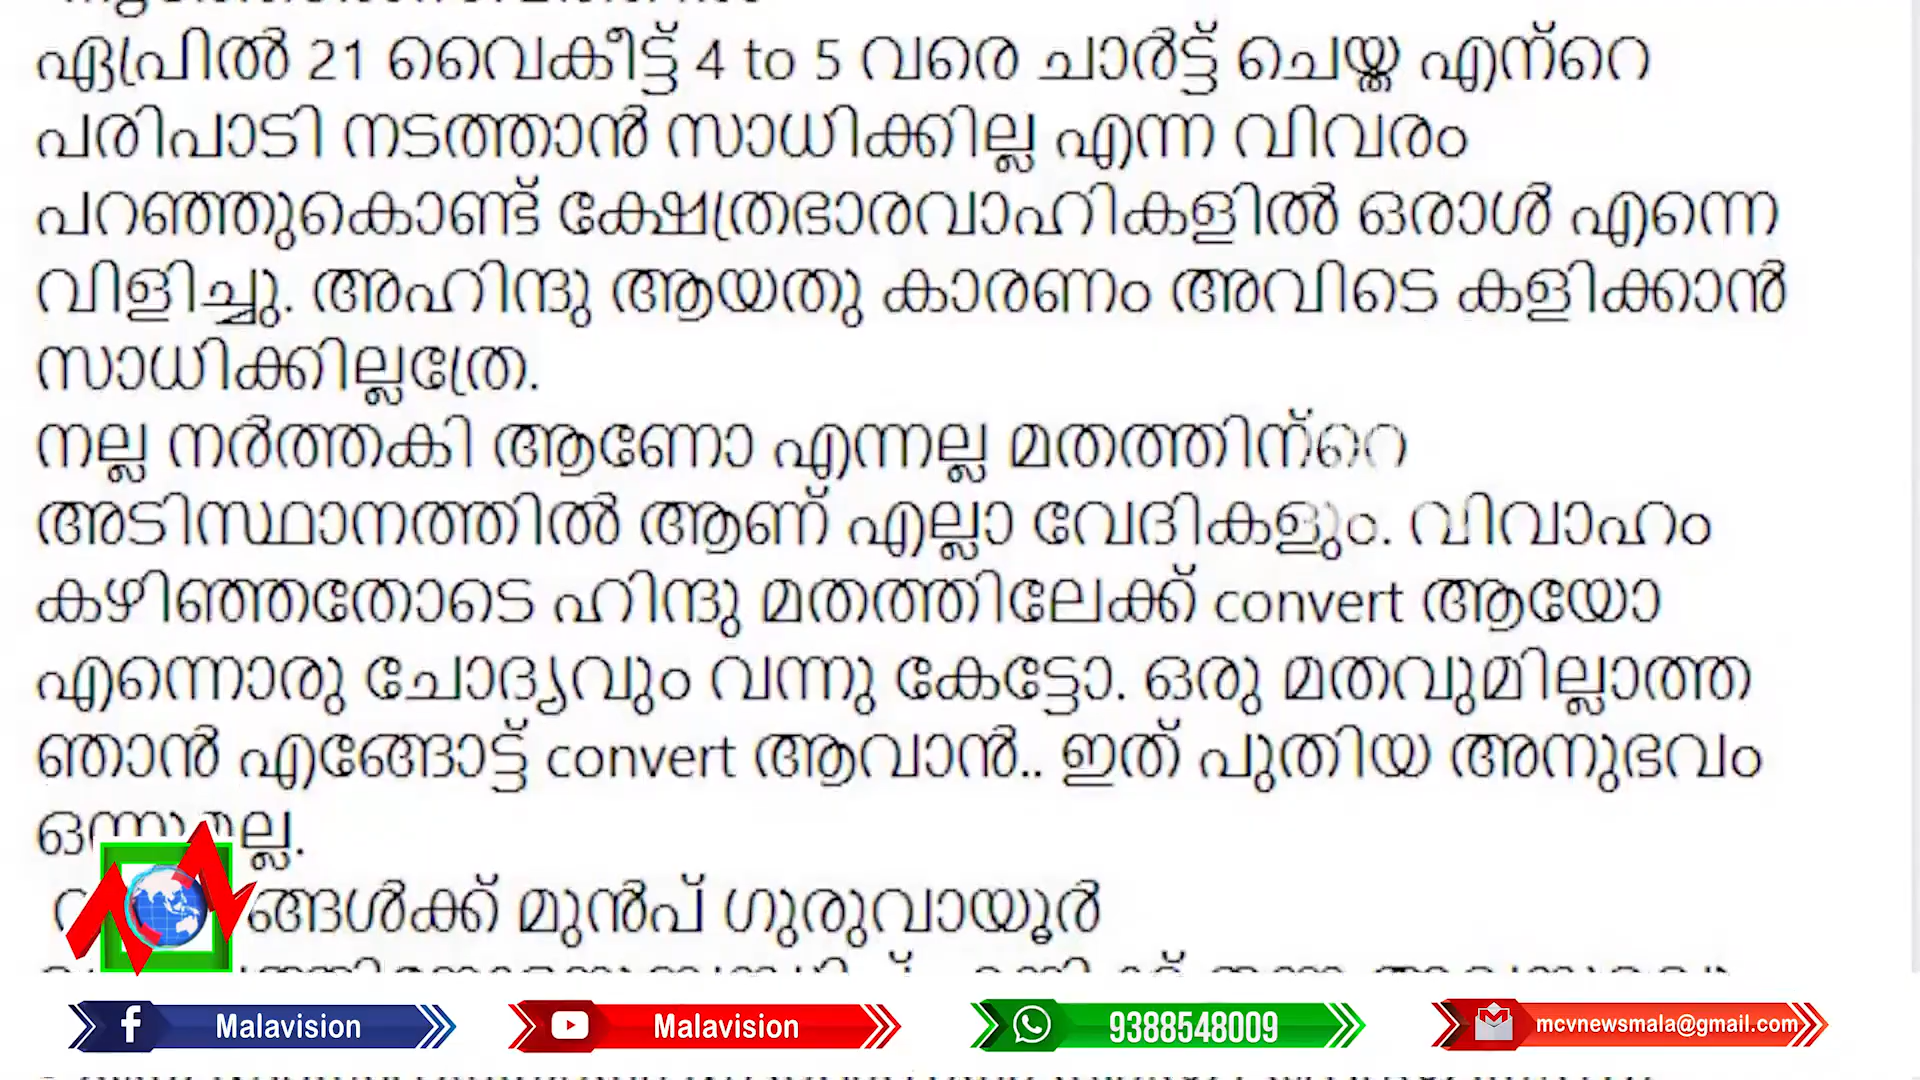 ഏപ്രിൽ 21 വൈകീട്ട് 4 to 5 വരെ ചാർട്ട് ചെയ്ത എന്റെ
പരിപാടി നടത്താൻ സാധിക്കില്ല എന്ന വിവരം
പറഞ്ഞുകൊണ്ട് ക്ഷേത്രഭാരവാഹികളിൽ ഒരാൾ എന്നെ
വിളിച്ചു. അഹിന്ദു ആയതു കാരണം അവിടെ കളിക്കാൻ
സാധിക്കില്ലത്രേ.
നല്ല നർത്തകി ആണോ എന്നല്ല മതത്തിന്റെ
അടിസ്ഥാനത്തിൽ ആണ് എല്ലാ വേദികളും. വിവാഹം
കഴിഞ്ഞതോടെ ഹിന്ദു മതത്തിലേക്ക് convert ആയോ
എന്നൊരു ചോദ്യവും വന്നു കേട്ടോ. ഒരു മതവുമില്ലാത്ത
ഞാൻ എങ്ങോട്ട് convert ആവാൻ.. ഇത് പുതിയ അനുഭവം
മുൻപ് ഗുരുവായൂർ
Malavision Malavision 9388548009 mcvnewsmala@gmail.com